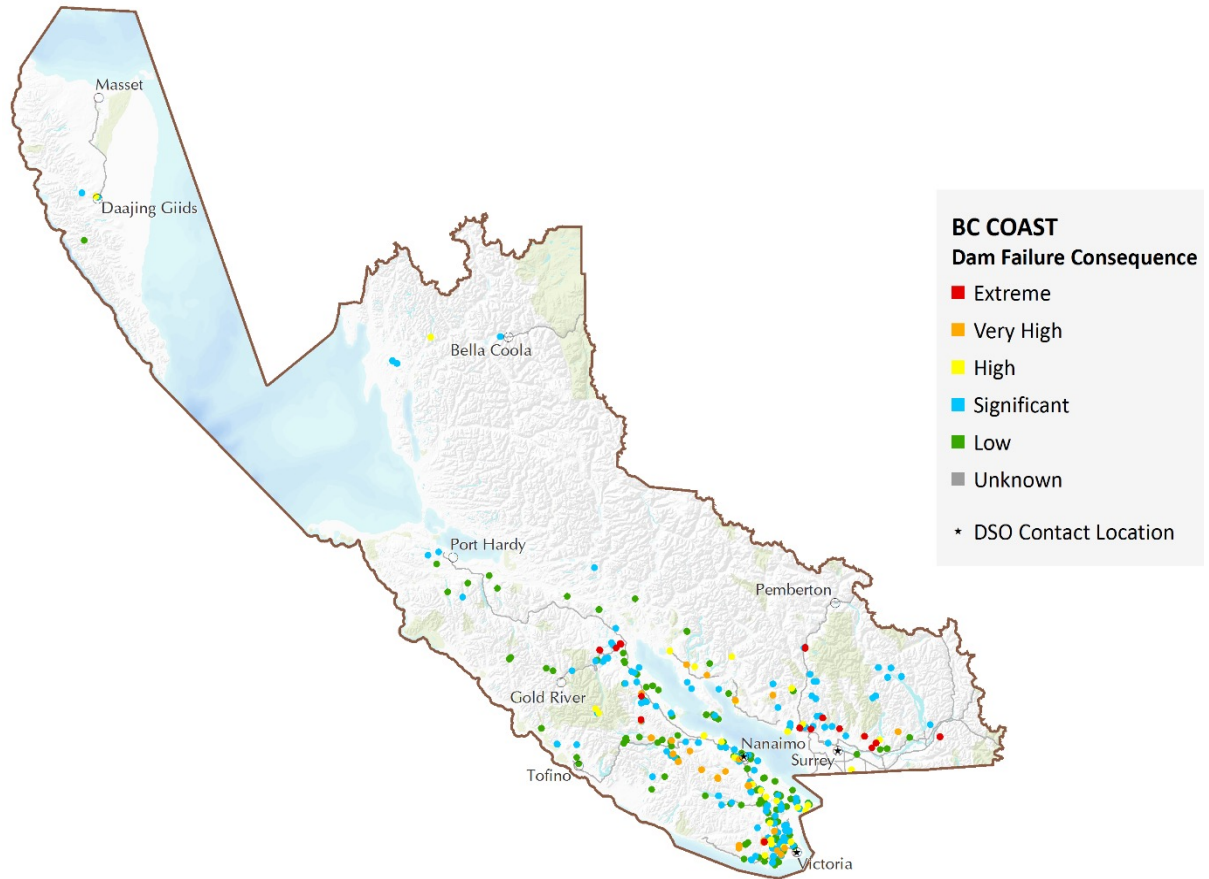 Masset
Daajing Giids
BC COAST
Dam Failure Consequence
Extreme
Very High
High
Significant
Low
Unknown
DSO Contact Location
Bella Coola
Port Hardy
Pemberton
Gold River
Nanaimo
Surrey
Tofino
Victoria